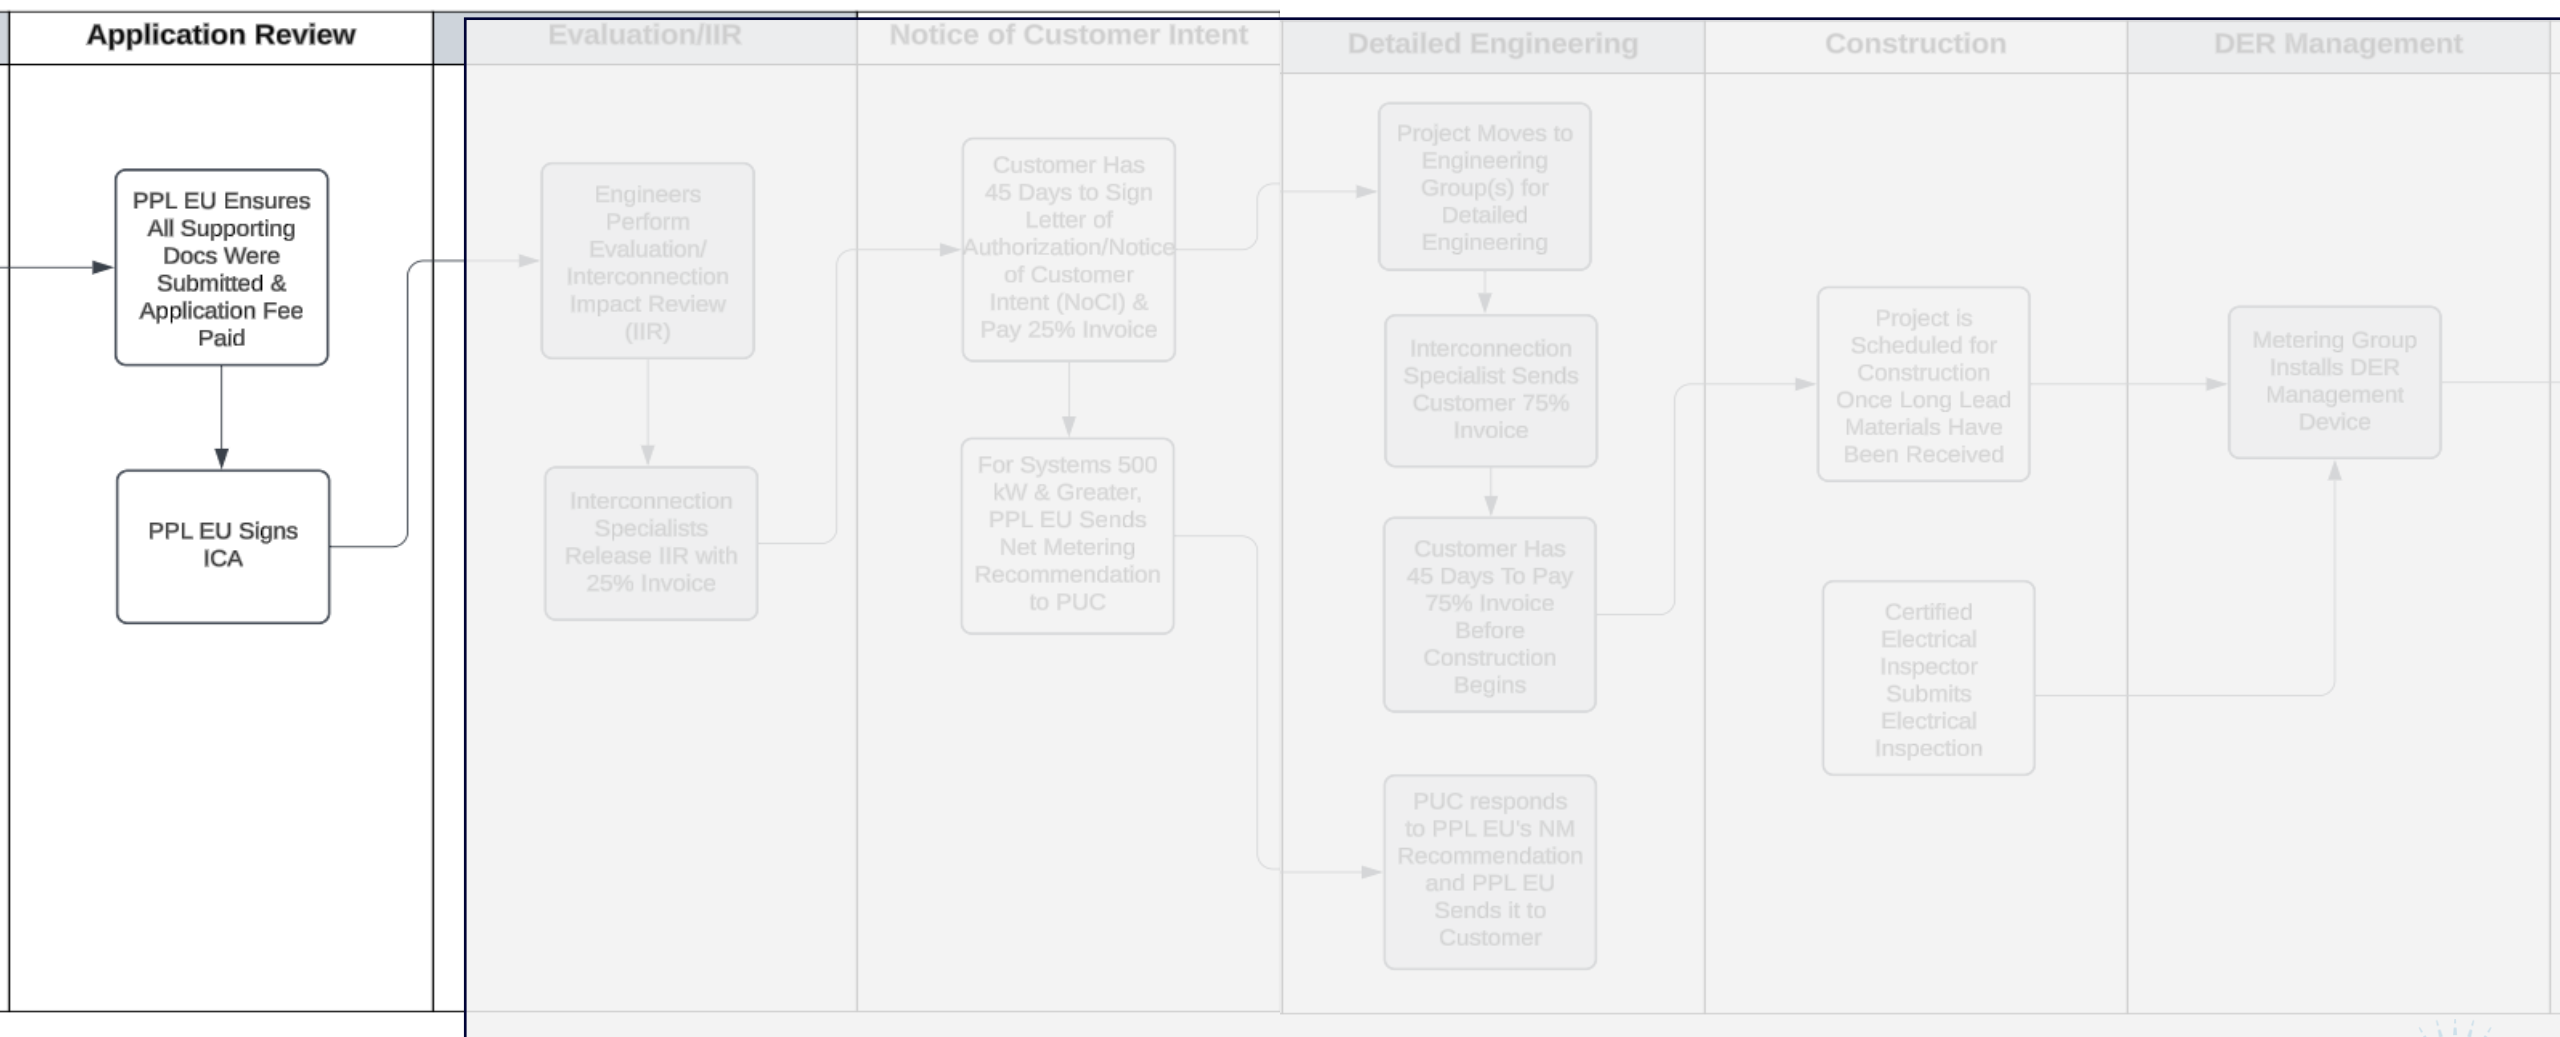 Application Review
Evaluation/IIR
Notice of Customer Intent
Detailed Engineering
Construction
DER Management
PPL EU Ensures
All Supporting
Docs Were
Submitted &
Application Fee
Paid
PPL EU Signs
ICA
Engineers
Perform
Evaluation/
Interconnection
Impact Review
(IIR)
Interconnection
Specialists
Release IIR with
25% Invoice
Customer Has
45 Days to Sign
Letter of
Authorization/Notice
of Customer
Intent (NoCI) &
Pay 25% Invoice
For Systems 500
kW & Greater,
PPL EU Sends
Net Metering
Recommendation
to PUC
Project Moves to
Engineering
Group(s) for
Detailed
Engineering
Interconnection
Specialist Sends
Customer 75%
Invoice
Customer Has
45 Days To Pay
75% Invoice
Before
Construction
Begins
PUC responds
to PPL EU's NM
Recommendation
and PPL EU
Sends it to
Customer
Project is
Scheduled for
Construction
Once Long Lead
Materials Have
Been Received
Certified
Electrical
Inspector
Submits
Electrical
Inspection
Metering Group
Installs DER
Management
Device